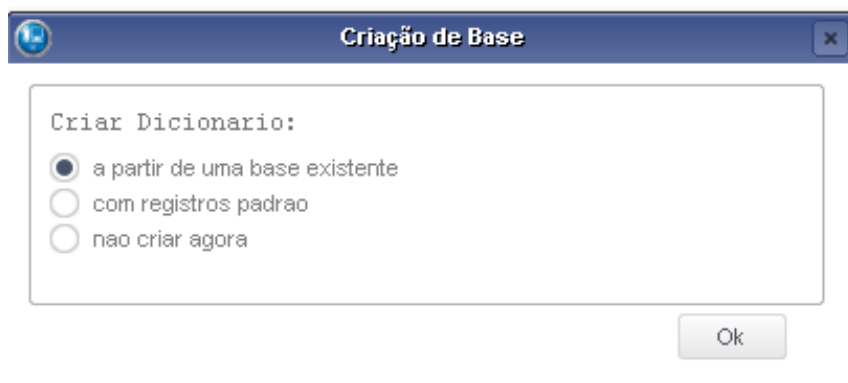 Criação de Base
Criar Dicionario:
a partir de uma base existente
com registros padrao
nao criar agora
Ok